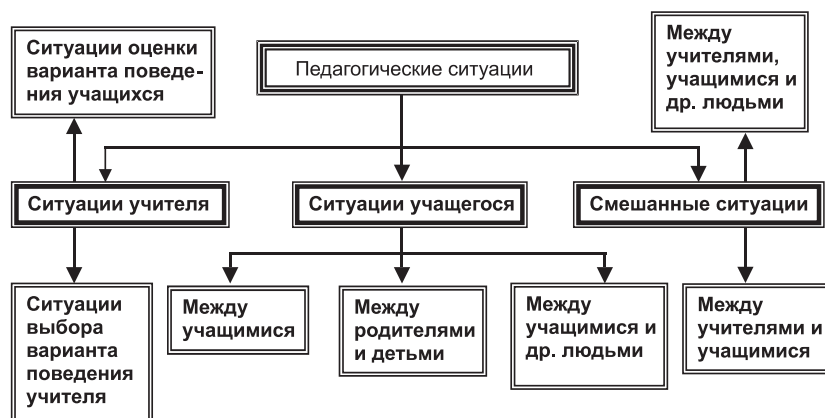 Ситуации оценки
варианта поведе-
ния учащихся
Педагогические ситуации
Между
учителями,
учащимися и
др. людьми
Ситуации учителя
Ситуации учащегося
Смешанные ситуации
Ситуации
выбора
варианта
поведения
учителя
Между
учащимися
Между
родителями
и детьми
Между
учащимися и
др. людьми
Между
учителями и
учащимися